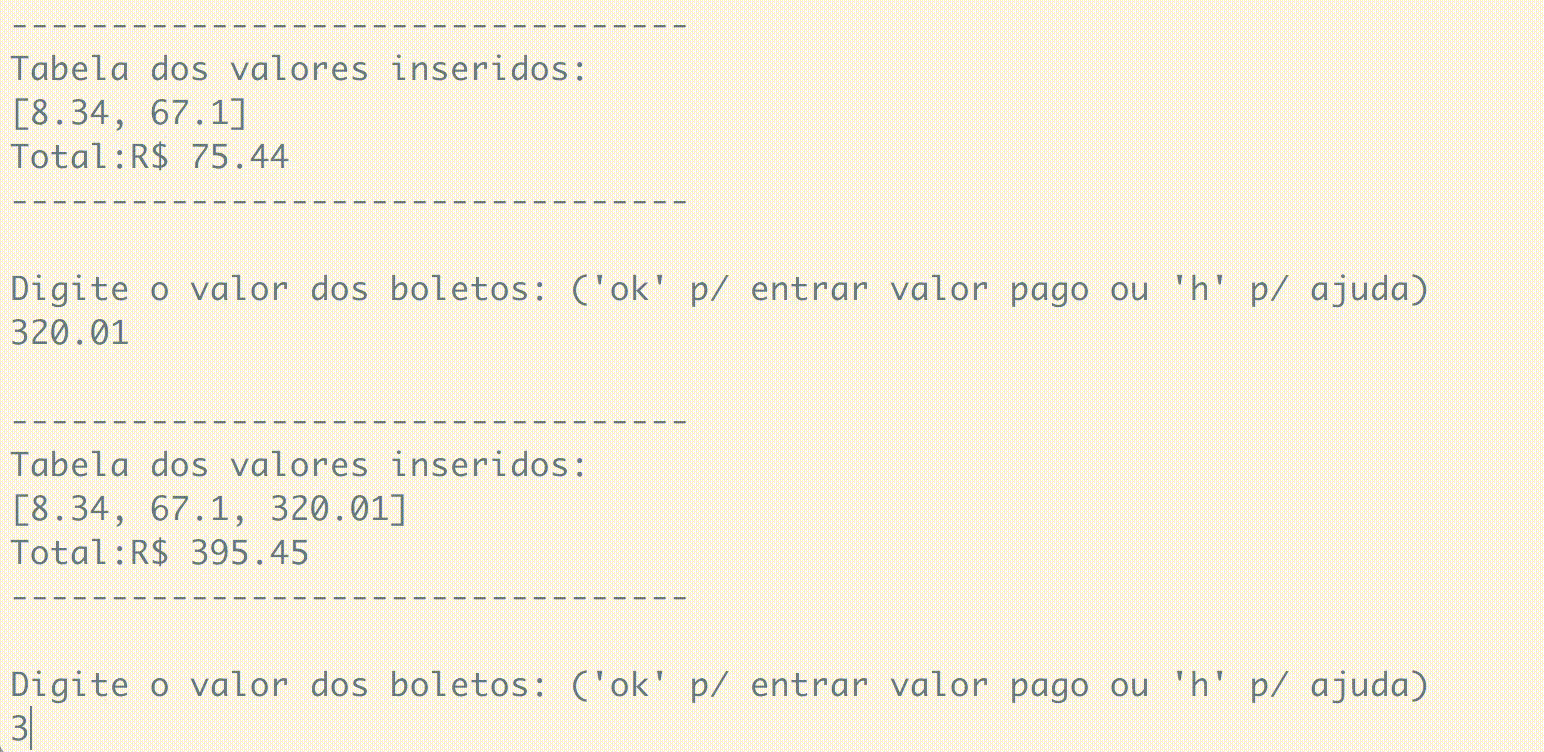 ----------------------------------
Tabela dos valores inseridos:
[8.34, 67.1]
Total:R$ 75.44
----------------------------------
Digite o valor dos boletos: ('ok' p/ entrar valor pago ou 'h' p/ ajuda)
320.01
----------------------------------
Tabela dos valores inseridos:
[8.34, 67.1, 320.01]
Total:R$ 395.45
----------------------------------
Digite o valor dos boletos: ('ok' p/ entrar valor pago ou 'h' p/ ajuda)
3